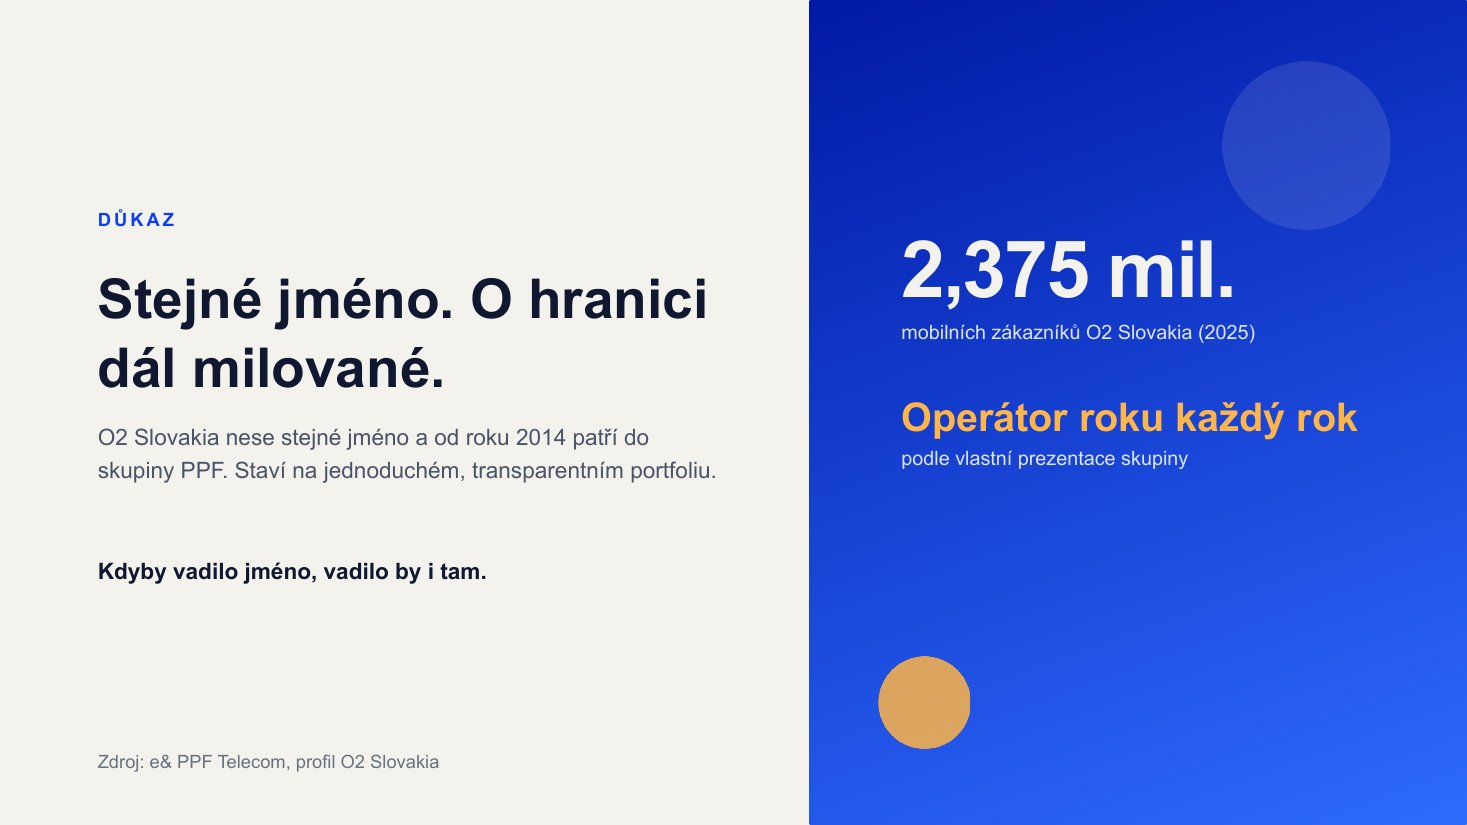 DŮKAZ
Stejné jméno. O hranici
dál milované.
O2 Slovakia nese stejné jméno a od roku 2014 patří do
skupiny PPF. Staví na jednoduchém, transparentním portfoliu.
Kdyby vadilo jméno, vadilo by i tam.
Zdroj: e& PPF Telecom, profil O2 Slovakia
2,375 mil.
mobilních zákazníků O2 Slovakia (2025)
Operátor roku každý rok
podle vlastní prezentace skupiny